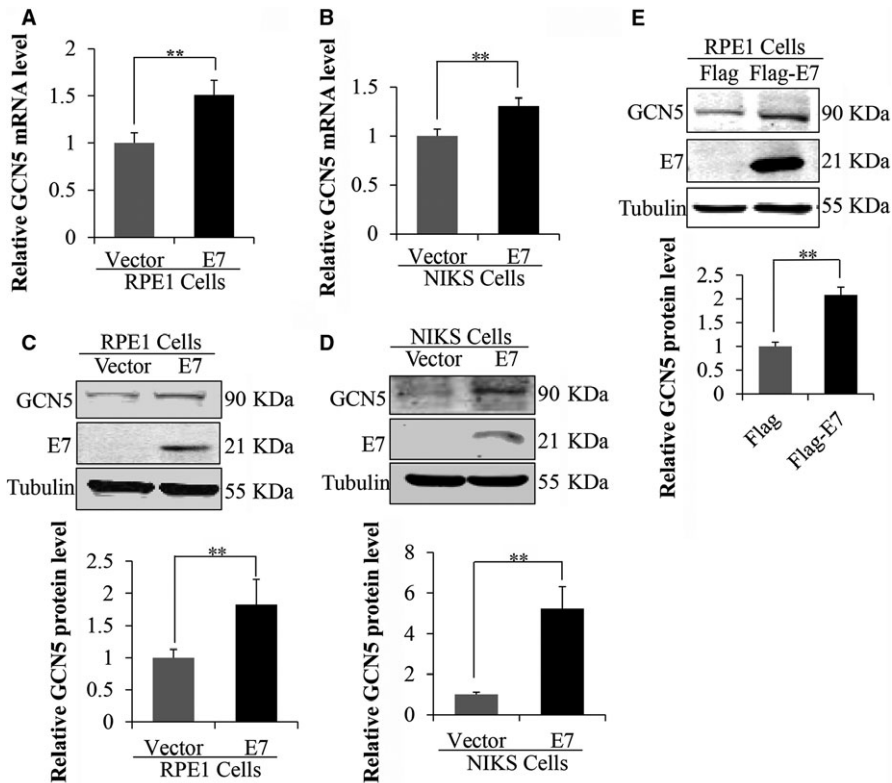 A
Relative GCN5 mRNA level
2
1.5
1
0.5
0
**
Vector E7
RPE1 Cells
B
Relative GCN5 mRNA level
1.5
1
0.5
0
**
Vector E7
NIKS Cells
C
RPE1 Cells
Vector E7
GCN5 90 KDa
E7 21 KDa
Tubulin 55 KDa
Relative GCN5 protein level
2.5
2
1.5
1
0.5
0
**
Vector E7
RPE1 Cells
D
NIKS Cells
Vector E7
GCN5 90 KDa
E7 21 KDa
Tubulin 55 KDa
Relative GCN5 protein level
8
6
4
2
0
**
Vector E7
NIKS Cells
E
RPE1 Cells
Flag Flag-E7
GCN5 90 KDa
E7 21 KDa
Tubulin 55 KDa
Relative GCN5 protein level
2.5
2
1.5
1
0.5
0
**
Flag
Flag-E7